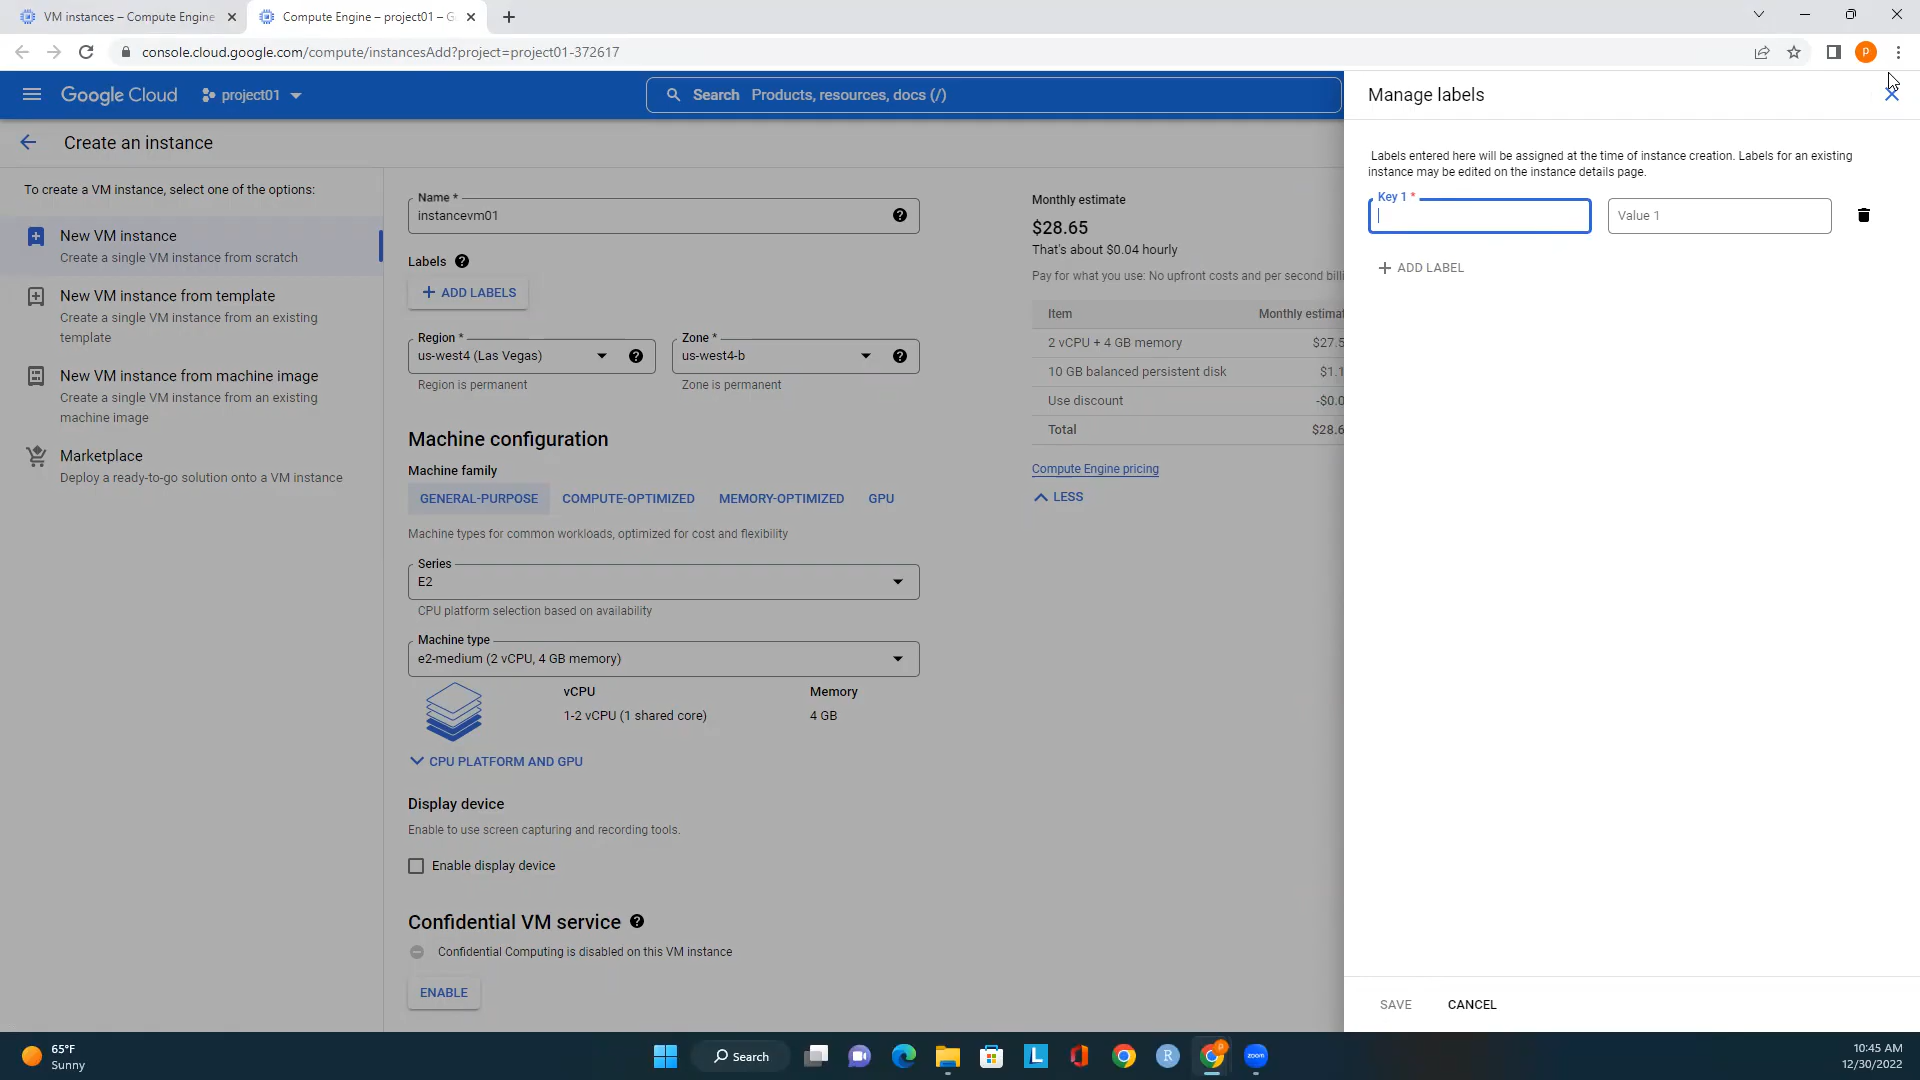 VM instances – Compute Engine
Compute Engine – project01 – G
console.cloud.google.com/compute/instancesAdd?project=project01-372617
P
Google Cloud
project01
Search Products, resources, docs (/)
Create an instance
To create a VM instance, select one of the options:
New VM instance
Create a single VM instance from scratch
New VM instance from template
Create a single VM instance from an existing
template
New VM instance from machine image
Create a single VM instance from an existing
machine image
Marketplace
Deploy a ready-to-go solution onto a VM instance
Name *
instancevm01
Labels
ADD LABELS
Region *
us-west4 (Las Vegas)
Region is permanent
Zone *
us-west4-b
Zone is permanent
Machine configuration
Machine family
GENERAL-PURPOSE COMPUTE-OPTIMIZED MEMORY-OPTIMIZED GPU
Machine types for common workloads, optimized for cost and flexibility
Series
E2
CPU platform selection based on availability
Machine type
e2-medium (2 vCPU, 4 GB memory)
vCPU Memory
1-2 vCPU (1 shared core) 4 GB
CPU PLATFORM AND GPU
Display device
Enable to use screen capturing and recording tools.
Enable display device
Confidential VM service
Confidential Computing is disabled on this VM instance
ENABLE
Monthly estimate
$28.65
That's about $0.04 hourly
Pay for what you use: No upfront costs and per second billi
Item Monthly estimat
2 vCPU + 4 GB memory $27.5
10 GB balanced persistent disk $1.1
Use discount -$0.0
Total $28.6
Compute Engine pricing
LESS
Manage labels
Labels entered here will be assigned at the time of instance creation. Labels for an existing
instance may be edited on the instance details page.
Key 1 *
Value 1
ADD LABEL
SAVE CANCEL
65°F
Sunny
Search
L
R
zoom
P
10:45 AM
12/30/2022